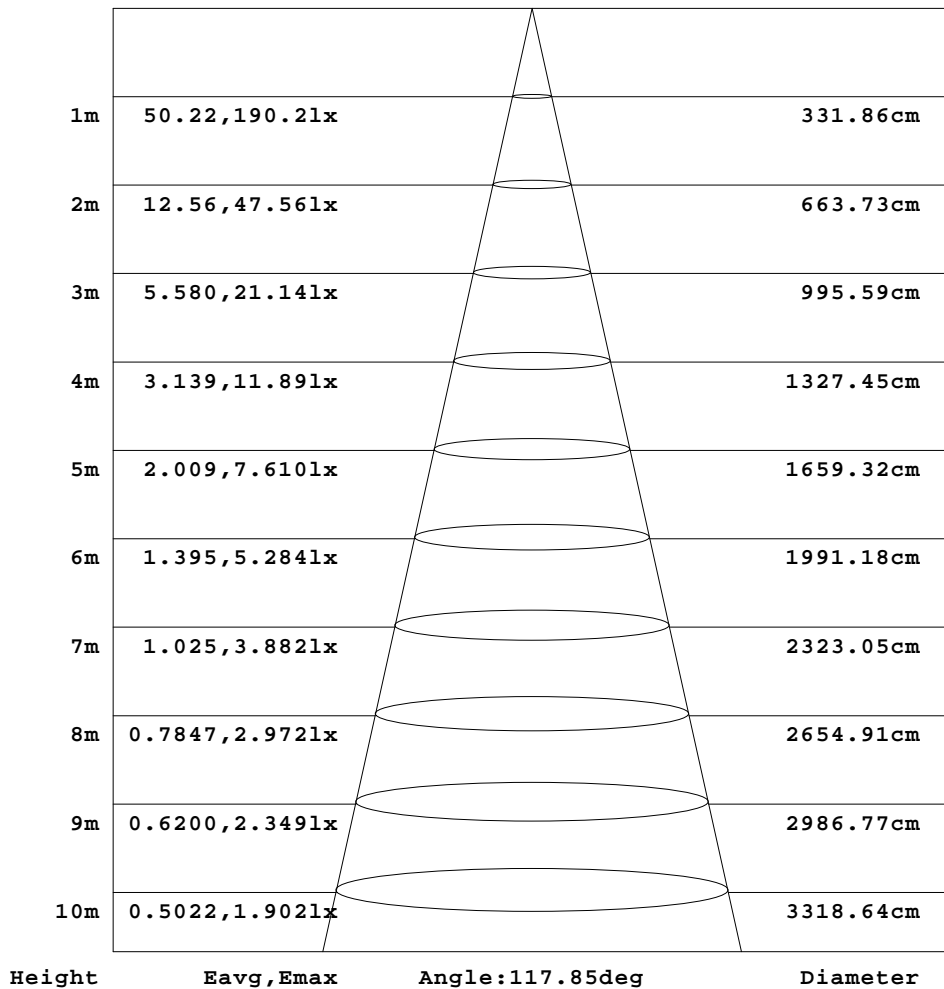 1m 50.22,190.2lx 331.86cm
2m 12.56,47.56lx 663.73cm
3m 5.580,21.14lx 995.59cm
4m 3.139,11.89lx 1327.45cm
5m 2.009,7.610lx 1659.32cm
6m 1.395,5.284lx 1991.18cm
7m 1.025,3.882lx 2323.05cm
8m 0.7847,2.972lx 2654.91cm
9m 0.6200,2.349lx 2986.77cm
10m 0.5022,1.902lx 3318.64cm
Height Eavg,Emax Angle:117.85deg Diameter